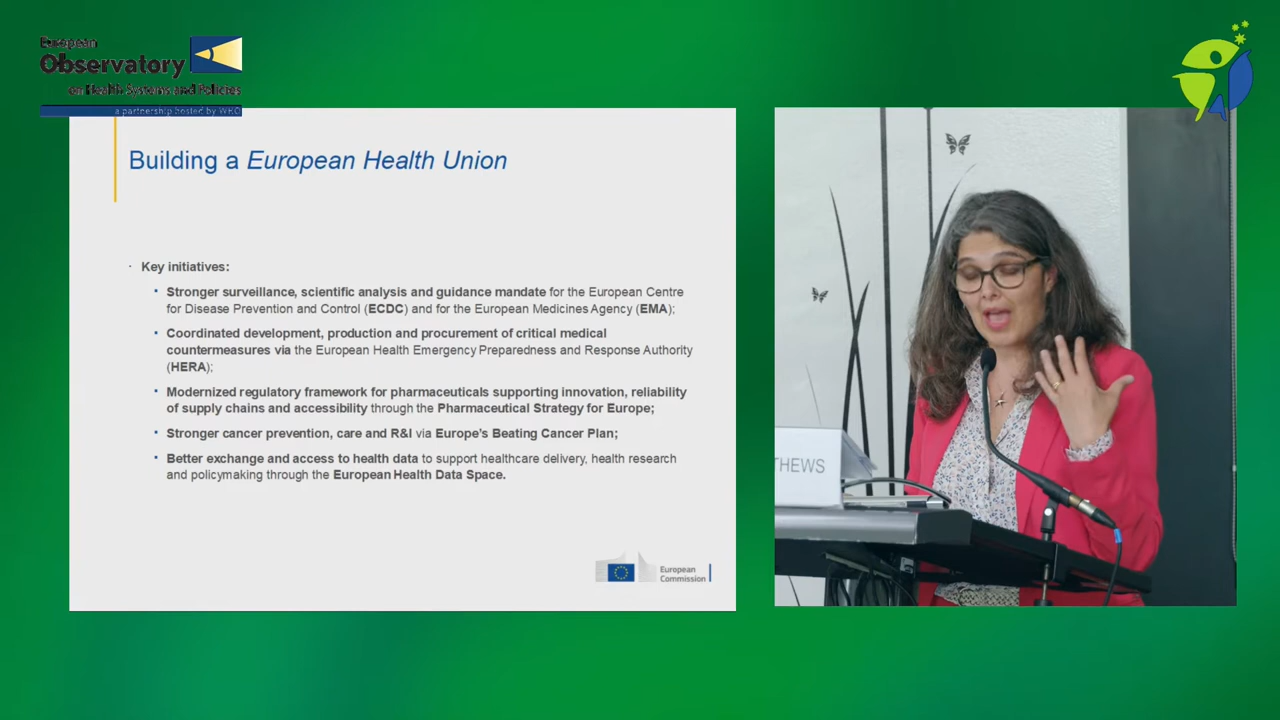 European
Observatory
on Health Systems and Policies
a partnership hosted by WHO
Building a European Health Union
· Key initiatives:
• Stronger surveillance, scientific analysis and guidance mandate for the European Centre
for Disease Prevention and Control (ECDC) and for the European Medicines Agency (EMA);
• Coordinated development, production and procurement of critical medical
countermeasures via the European Health Emergency Preparedness and Response Authority
(HERA);
• Modernized regulatory framework for pharmaceuticals supporting innovation, reliability
of supply chains and accessibility through the Pharmaceutical Strategy for Europe;
• Stronger cancer prevention, care and R&I via Europe's Beating Cancer Plan;
• Better exchange and access to health data to support healthcare delivery, health research
and policymaking through the European Health Data Space.
European
Commission
THEWS